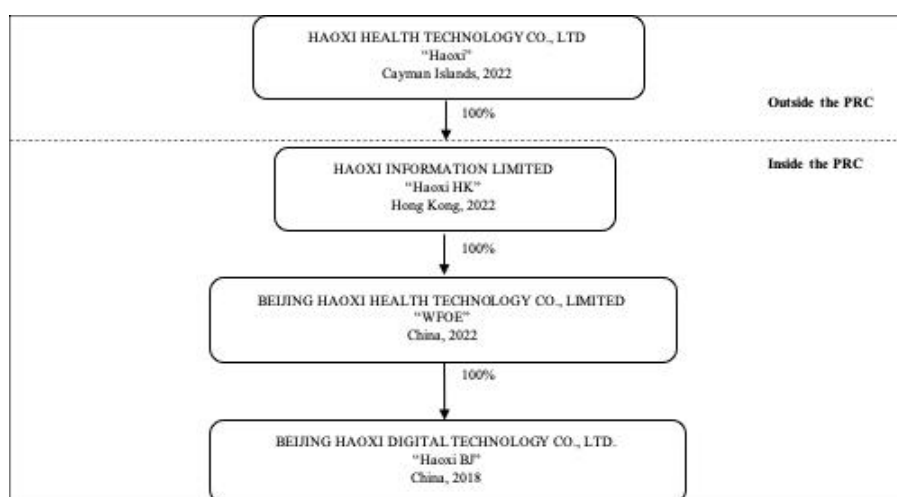 HAOXI HEALTH TECHNOLOGY CO., LTD
“Haoxi”
Cayman Islands, 2022
Outside the PRC
100%
Inside the PRC
HAOXI INFORMATION LIMITED
“Haoxi HK”
Hong Kong, 2022
100%
BEIJING HAOXI HEALTH TECHNOLOGY CO., LIMITED
“WFOE”
China, 2022
100%
BEIJING HAOXI DIGITAL TECHNOLOGY CO., LTD.
“Haoxi BJ”
China, 2018